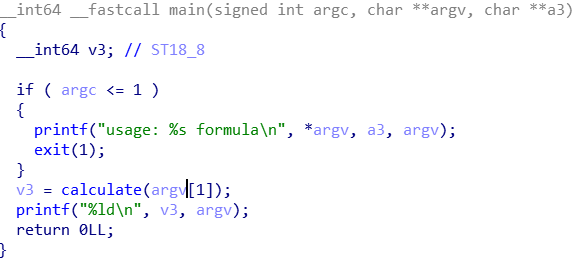 __int64 __fastcall main(signed int argc, char **argv, char **a3)
{
  __int64 v3; // ST18_8

  if ( argc <= 1 )
  {
    printf("usage: %s formula\n", *argv, a3, argv);
    exit(1);
  }
  v3 = calculate(argv[1]);
  printf("%ld\n", v3, argv);
  return 0LL;
}